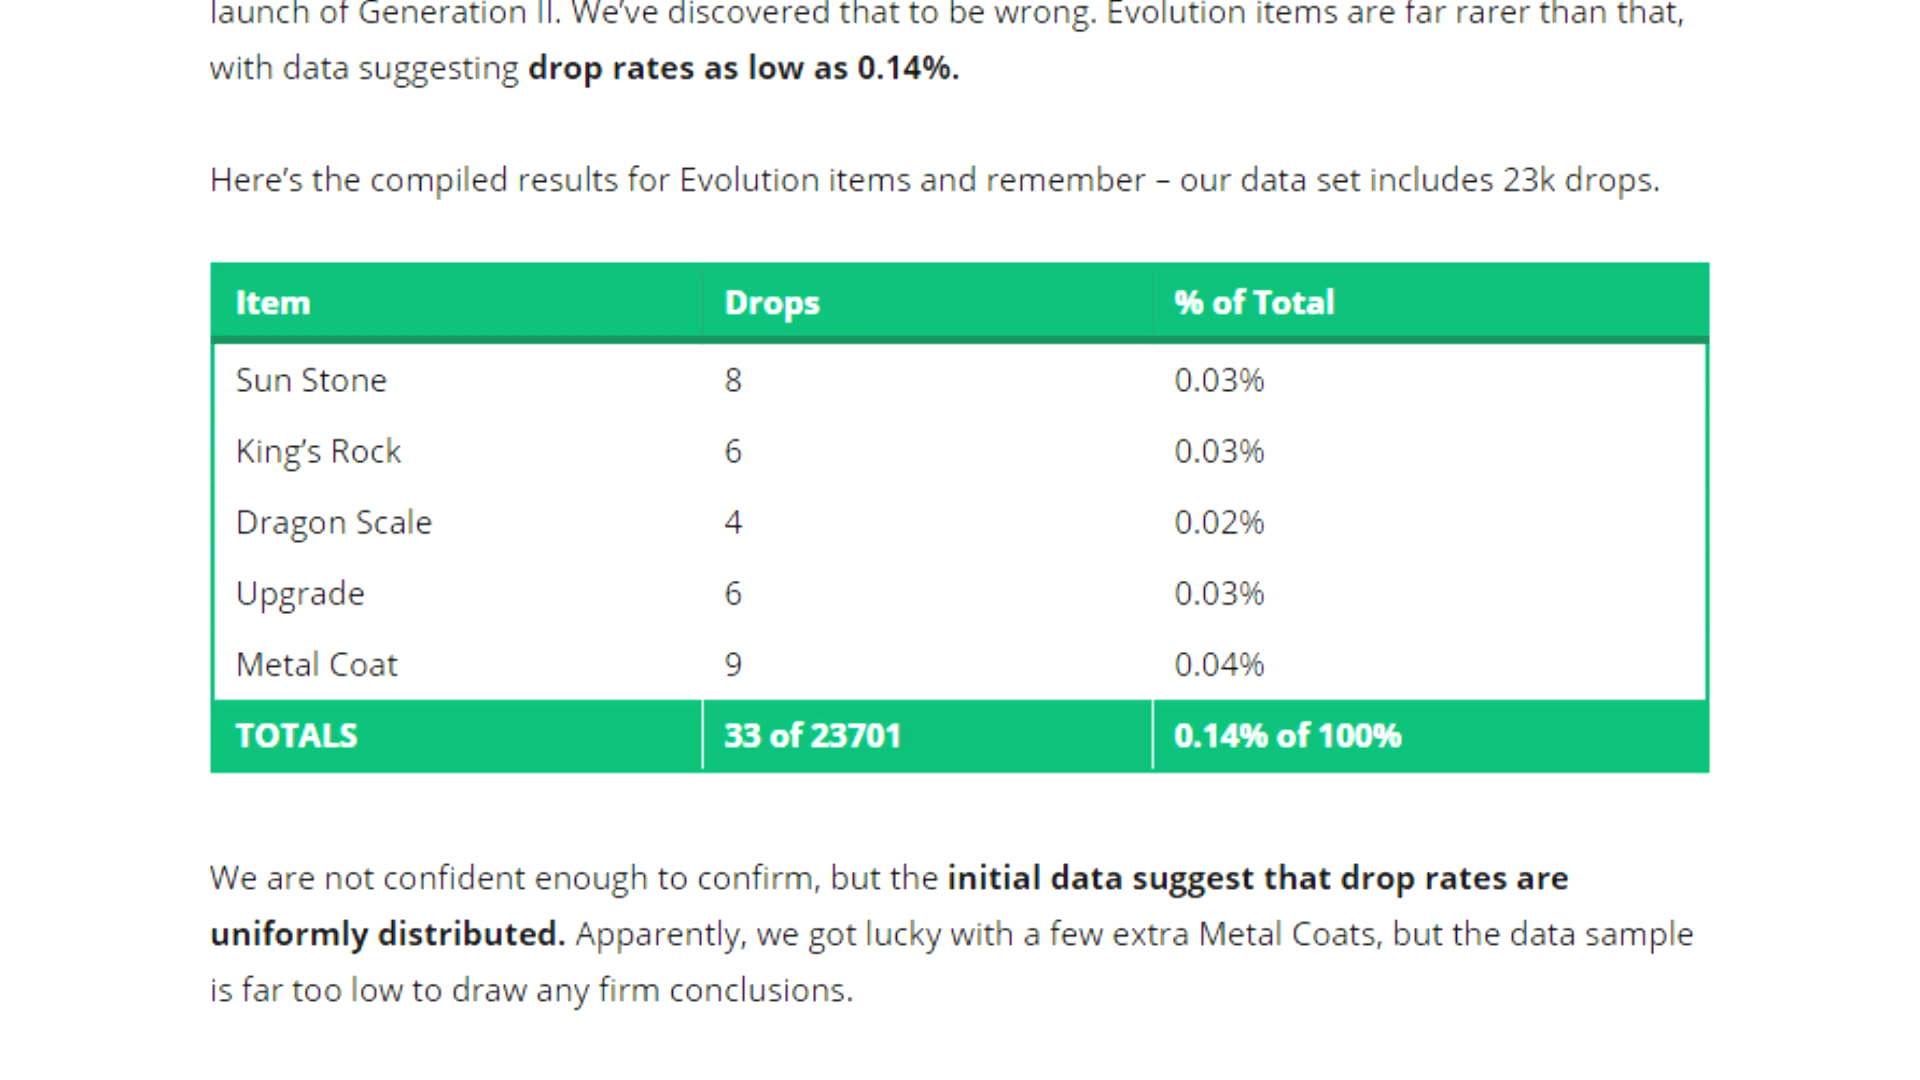 launch of Generation II. We’ve discovered that to be wrong. Evolution items are far rarer than that,
with data suggesting drop rates as low as 0.14%.
Here’s the compiled results for Evolution items and remember – our data set includes 23k drops.
Item Drops % of Total
Sun Stone 8 0.03%
King’s Rock 6 0.03%
Dragon Scale 4 0.02%
Upgrade 6 0.03%
Metal Coat 9 0.04%
TOTALS 33 of 23701 0.14% of 100%
We are not confident enough to confirm, but the initial data suggest that drop rates are
uniformly distributed. Apparently, we got lucky with a few extra Metal Coats, but the data sample
is far too low to draw any firm conclusions.